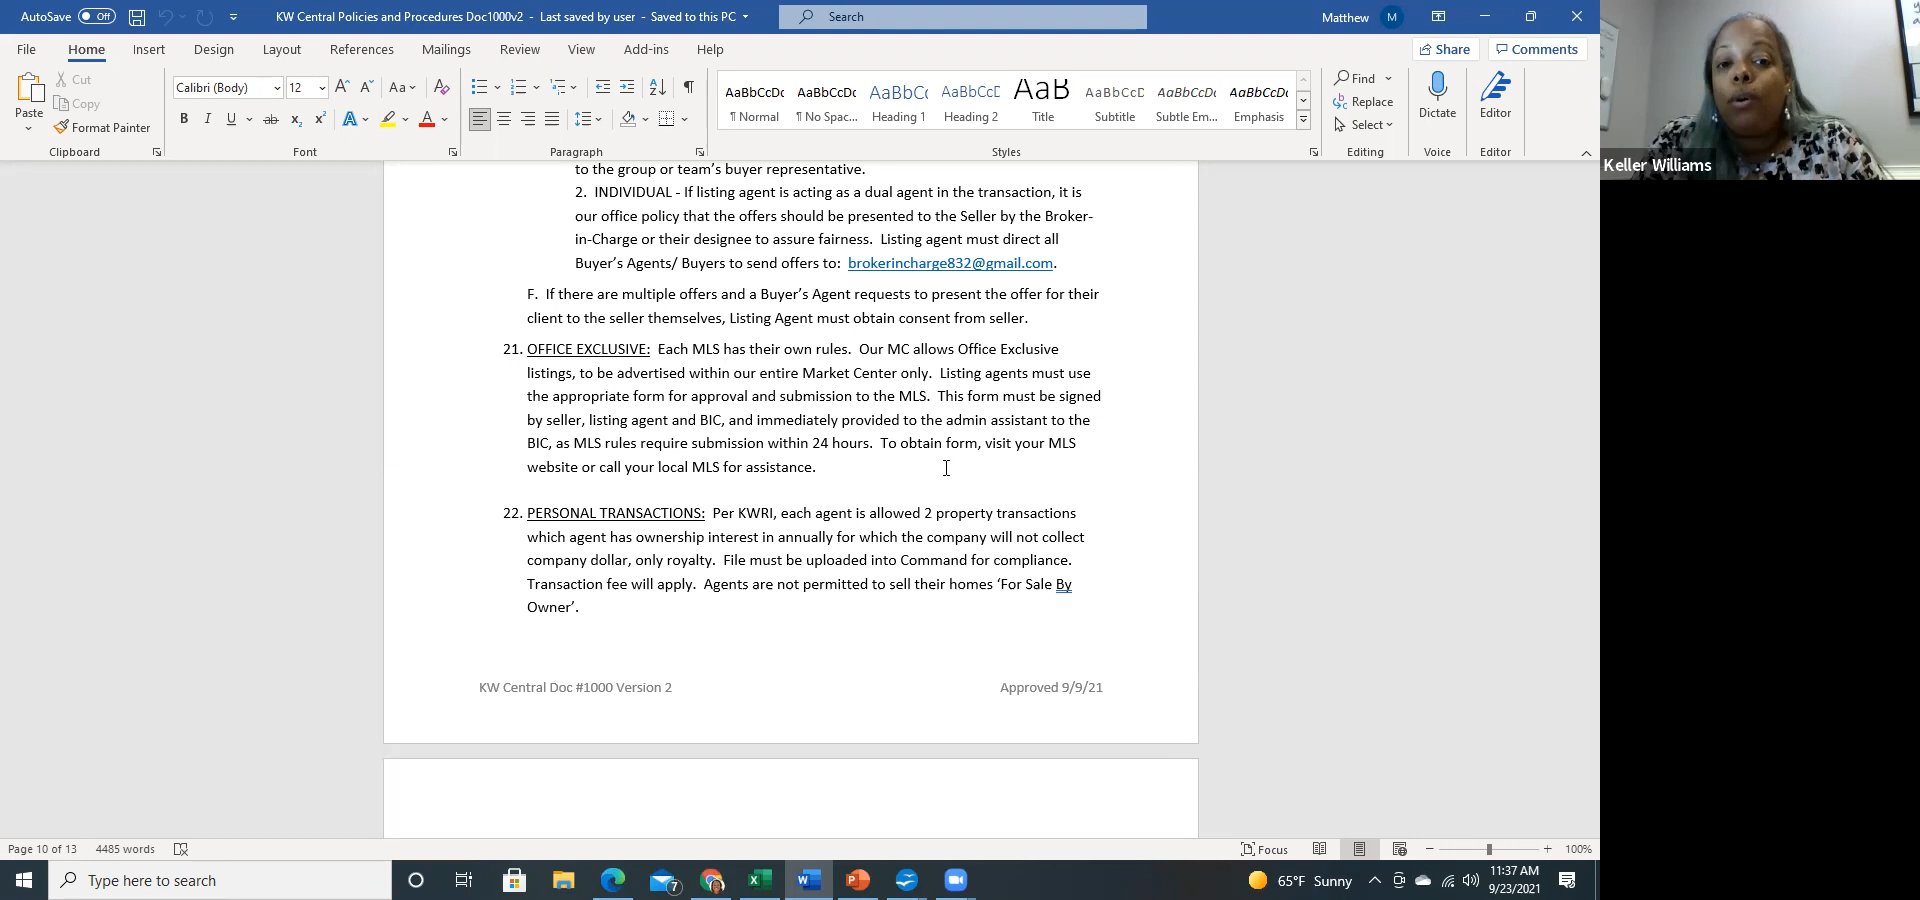 AutoSave Off KW Central Policies and Procedures Doc1000v2 - Last saved by user - Saved to this PC Search Matthew M
File Home Insert Design Layout References Mailings Review View Add-ins Help Share Comments
Paste Cut Copy Format Painter
Calibri (Body) 12 Aa
B I U ab x₂ x² A A
AaBbCcDc AaBbCcDc AaBbC AaBbCcD AaB AaBbCcD AaBbCcDc AaBbCcDc
¶ Normal ¶ No Spac... Heading 1 Heading 2 Title Subtitle Subtle Em... Emphasis
Find
Replace
Select
Dictate Editor
Clipboard Font Paragraph Styles Editing Voice Editor
Keller Williams
to the group or team's buyer representative.
2. INDIVIDUAL - If listing agent is acting as a dual agent in the transaction, it is
our office policy that the offers should be presented to the Seller by the Broker-
in-Charge or their designee to assure fairness. Listing agent must direct all
Buyer's Agents/ Buyers to send offers to: brokerincharge832@gmail.com.
F. If there are multiple offers and a Buyer's Agent requests to present the offer for their
client to the seller themselves, Listing Agent must obtain consent from seller.
21. OFFICE EXCLUSIVE: Each MLS has their own rules. Our MC allows Office Exclusive
listings, to be advertised within our entire Market Center only. Listing agents must use
the appropriate form for approval and submission to the MLS. This form must be signed
by seller, listing agent and BIC, and immediately provided to the admin assistant to the
BIC, as MLS rules require submission within 24 hours. To obtain form, visit your MLS
website or call your local MLS for assistance.
22. PERSONAL TRANSACTIONS: Per KWRI, each agent is allowed 2 property transactions
which agent has ownership interest in annually for which the company will not collect
company dollar, only royalty. File must be uploaded into Command for compliance.
Transaction fee will apply. Agents are not permitted to sell their homes ‘For Sale By
Owner’.
KW Central Doc #1000 Version 2 Approved 9/9/21
Page 10 of 13 4485 words Focus 100%
Type here to search 7 65°F Sunny 11:37 AM
9/23/2021